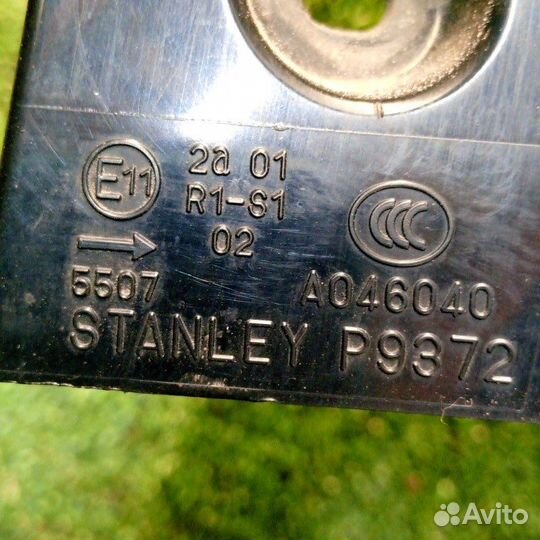 E11
2a 01
R1-S1
02
CCC
→
5507
A046040
STANLEY P9372
Avito